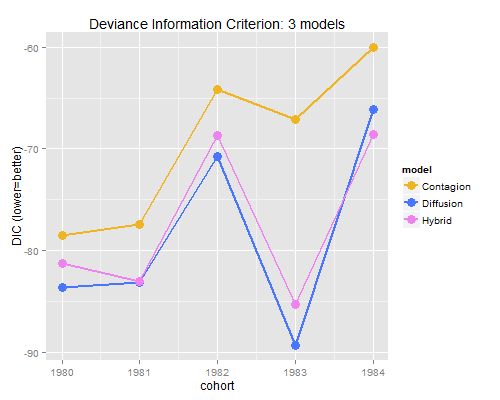 Deviance Information Criterion: 3 models
DIC (lower=better)
-60
-70
-80
-90
1980 1981 1982 1983 1984
cohort
model
Contagion
Diffusion
Hybrid